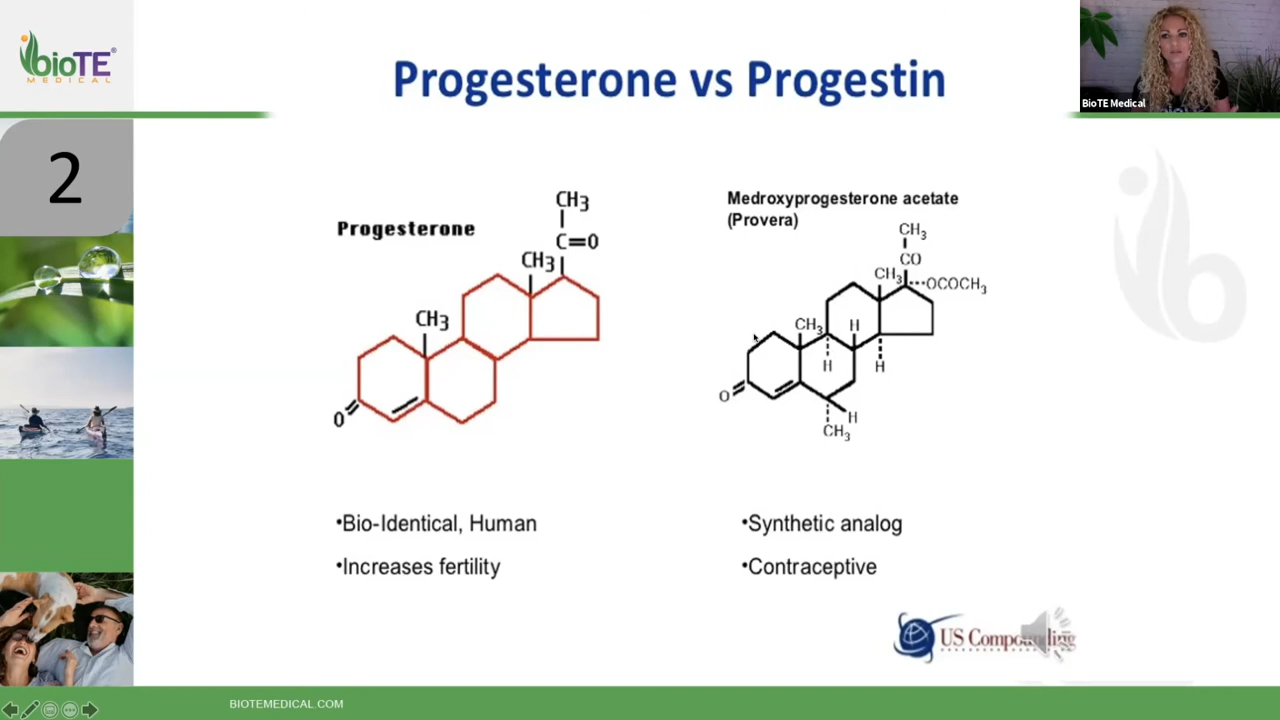 bioTE®
MEDICAL
Progesterone vs Progestin
BioTE Medical
2
Progesterone
CH3
C=O
CH3
CH3
O
Medroxyprogesterone acetate
(Provera)
CH3
CO
CH3
OCOCH3
CH3
H
H
H
O
H
CH3
•Bio-Identical, Human
•Increases fertility
•Synthetic analog
•Contraceptive
US Compounding
BIOTEMEDICAL.COM